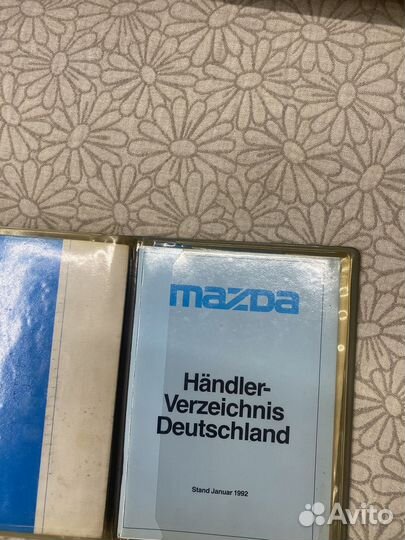 mazda
Händler-
Verzeichnis
Deutschland
Stand Januar 1992
Avito